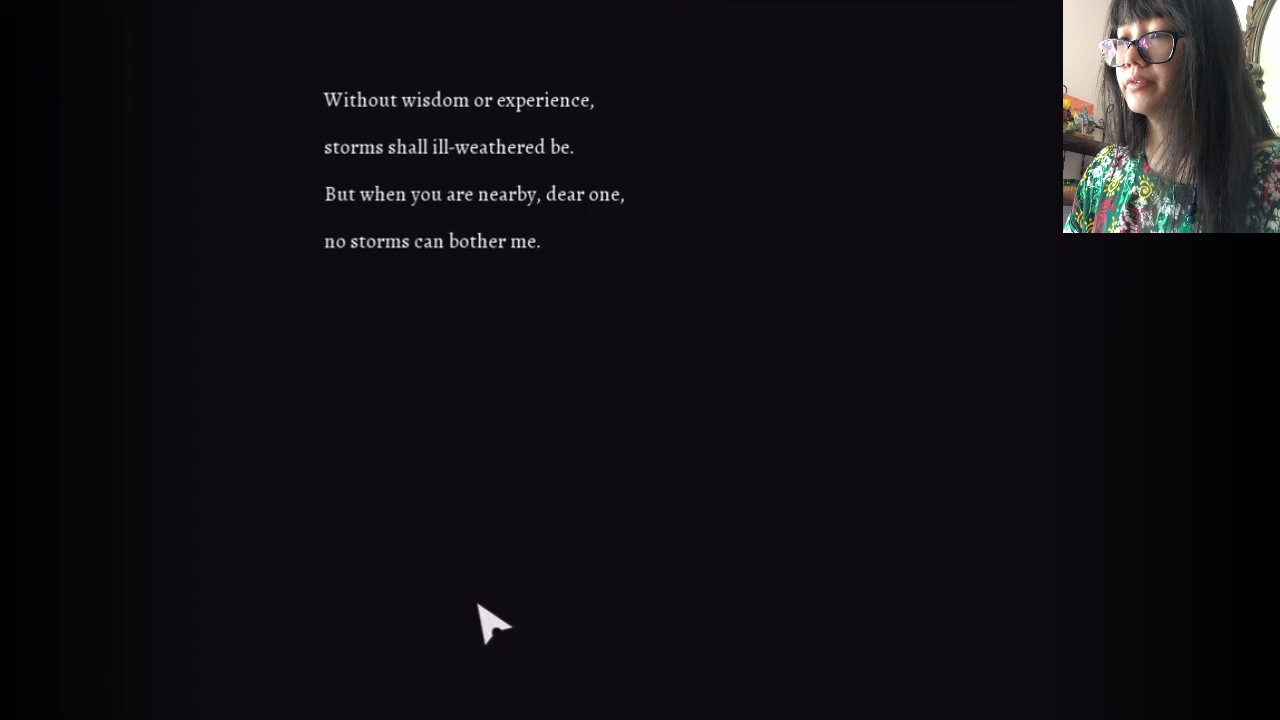 Without wisdom or experience,
storms shall ill-weathered be.
But when you are nearby, dear one,
no storms can bother me.